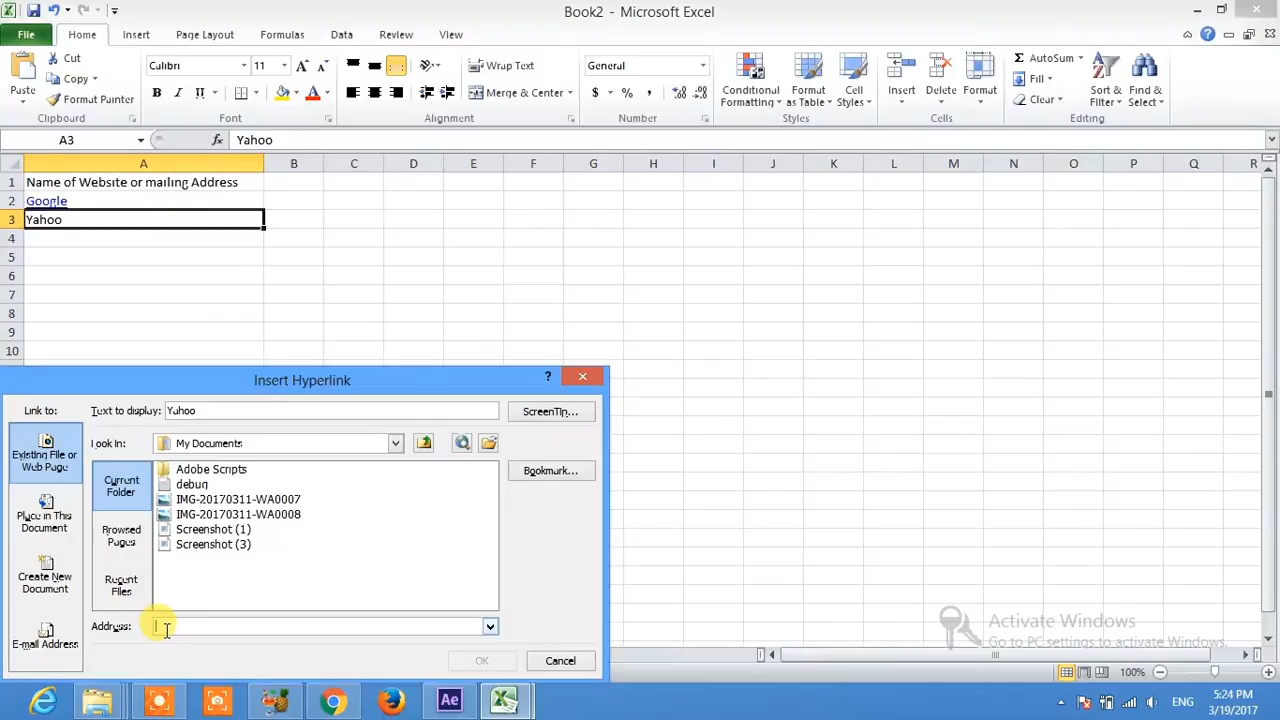 Book2 - Microsoft Excel
File Home Insert Page Layout Formulas Data Review View
Paste
Cut
Copy
Format Painter
Clipboard
Calibri 11
B I U A
Font
Wrap Text
Merge & Center
Alignment
General
$ % ,
Number
Conditional Formatting
Format as Table
Cell Styles
Styles
Insert Delete Format
Cells
AutoSum
Fill
Clear
Sort & Filter
Find & Select
Editing
A3 fx Yahoo
A B C D E F G H I J K L M N O P Q R
1 Name of Website or mailing Address
2 Google
3 Yahoo
4
5
6
7
8
9
10
Insert Hyperlink
Link to: Text to display: Yahoo ScreenTip...
Existing File or Web Page
Place in This Document
Create New Document
E-mail Address
Look in: My Documents
Bookmark...
Current Folder
Browsed Pages
Recent Files
Adobe Scripts
debug
IMG-20170311-WA0007
IMG-20170311-WA0008
Screenshot (1)
Screenshot (3)
Address:
OK Cancel
Activate Windows
Go to PC settings to activate Windows.
100%
Ae
ENG
5:24 PM
3/19/2017